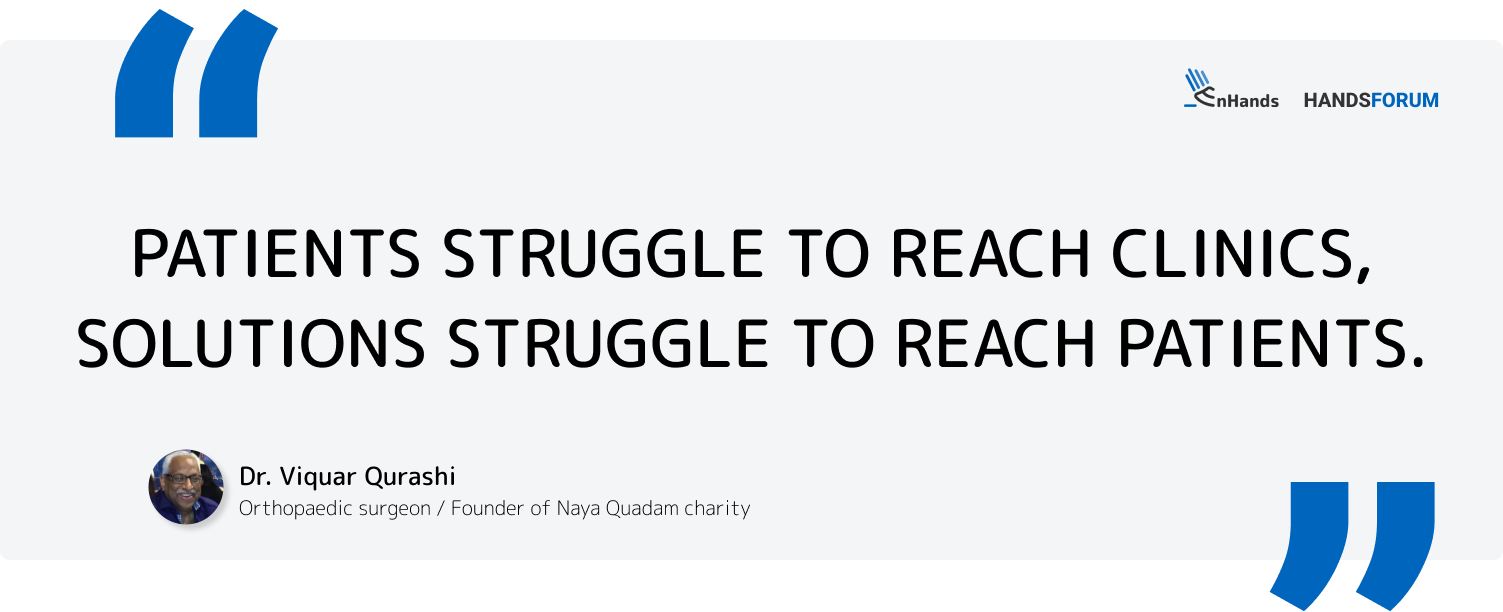 EnHands HANDSFORUM
PATIENTS STRUGGLE TO REACH CLINICS,
SOLUTIONS STRUGGLE TO REACH PATIENTS.
Dr. Viquar Qurashi
Orthopaedic surgeon / Founder of Naya Quadam charity